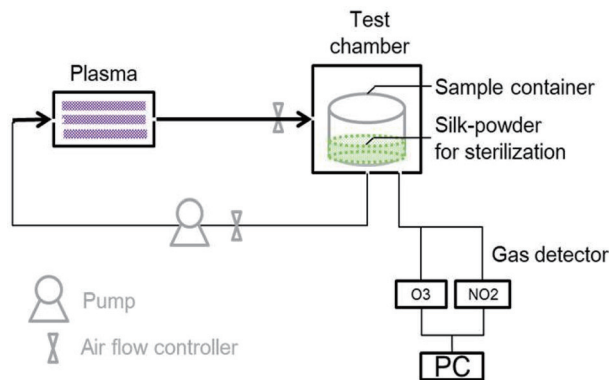 Test
chamber
Plasma
Sample container
Silk-powder
for sterilization
Gas detector
O3
NO2
Pump
Air flow controller
PC